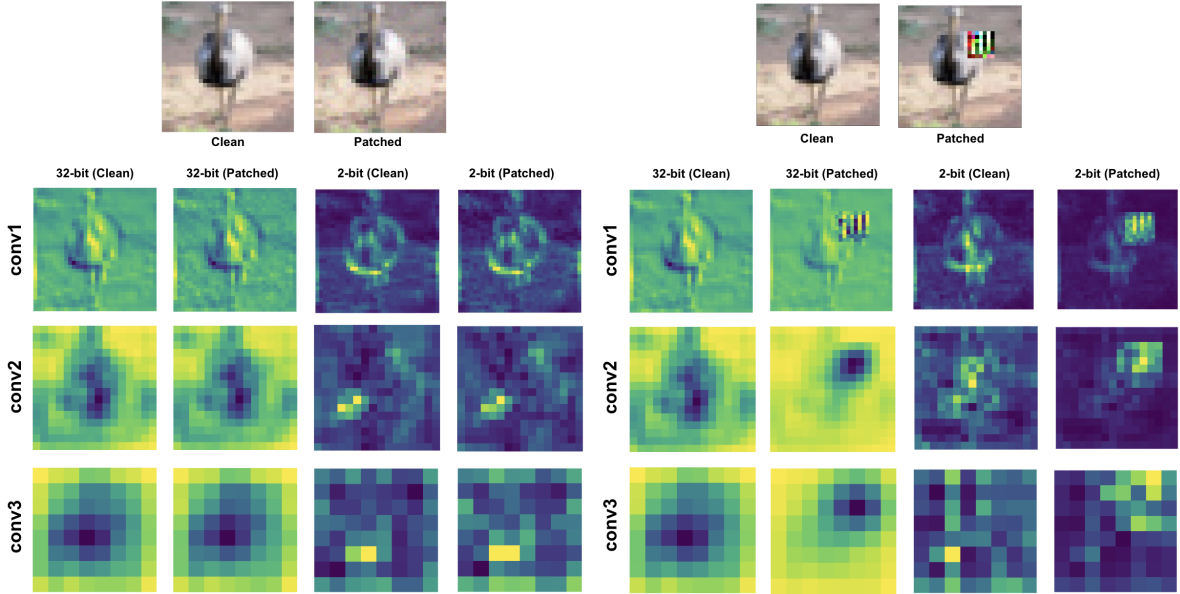 Clean Patched
Clean Patched
32-bit (Clean) 32-bit (Patched) 2-bit (Clean) 2-bit (Patched)
32-bit (Clean) 32-bit (Patched) 2-bit (Clean) 2-bit (Patched)
conv1
conv2
conv3
conv1
conv2
conv3